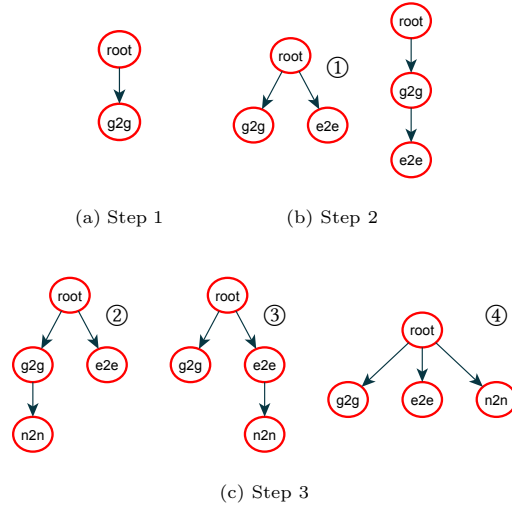 root
g2g
(a) Step 1
root
①
g2g
e2e
root
g2g
e2e
(b) Step 2
root
②
g2g
e2e
n2n
root
③
g2g
e2e
n2n
root
④
g2g
e2e
n2n
(c) Step 3